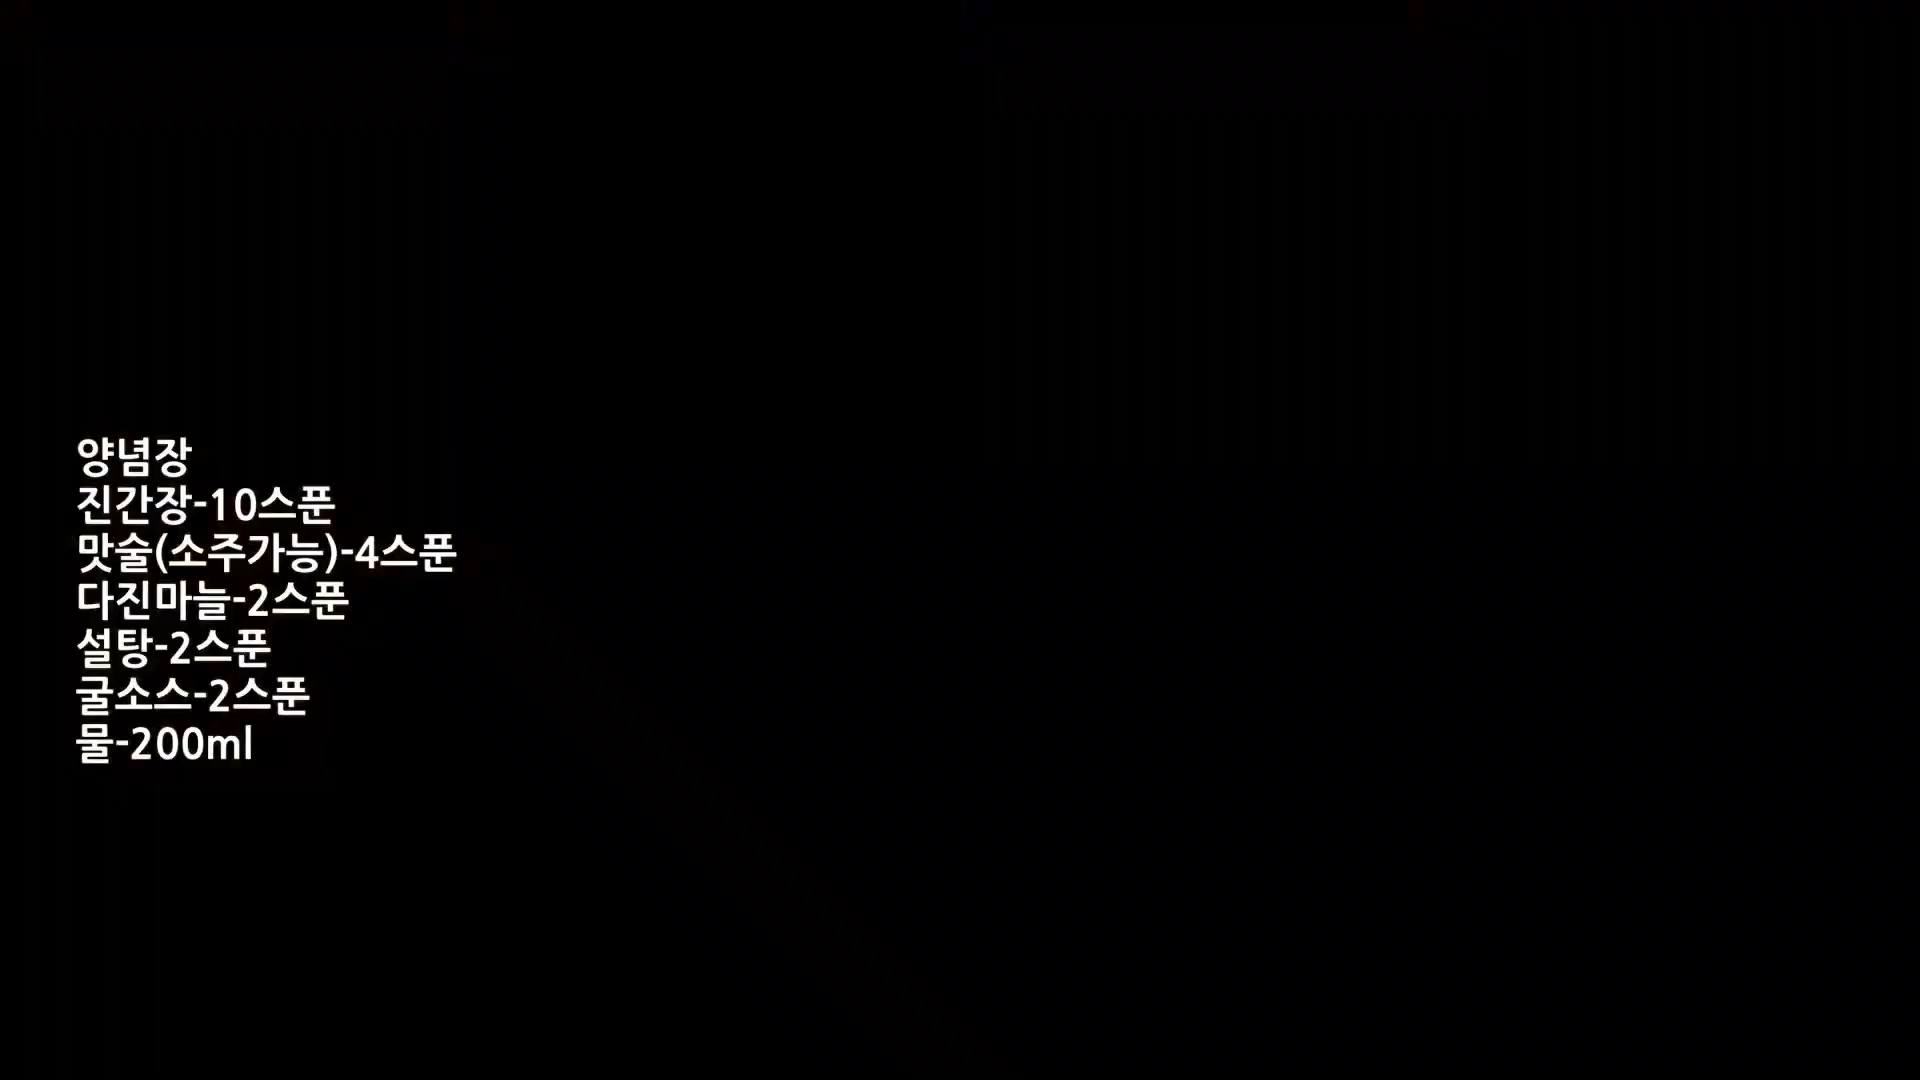 양념장
진간장-10스푼
맛술(소주가능)-4스푼
다진마늘-2스푼
설탕-2스푼
굴소스-2스푼
물-200ml